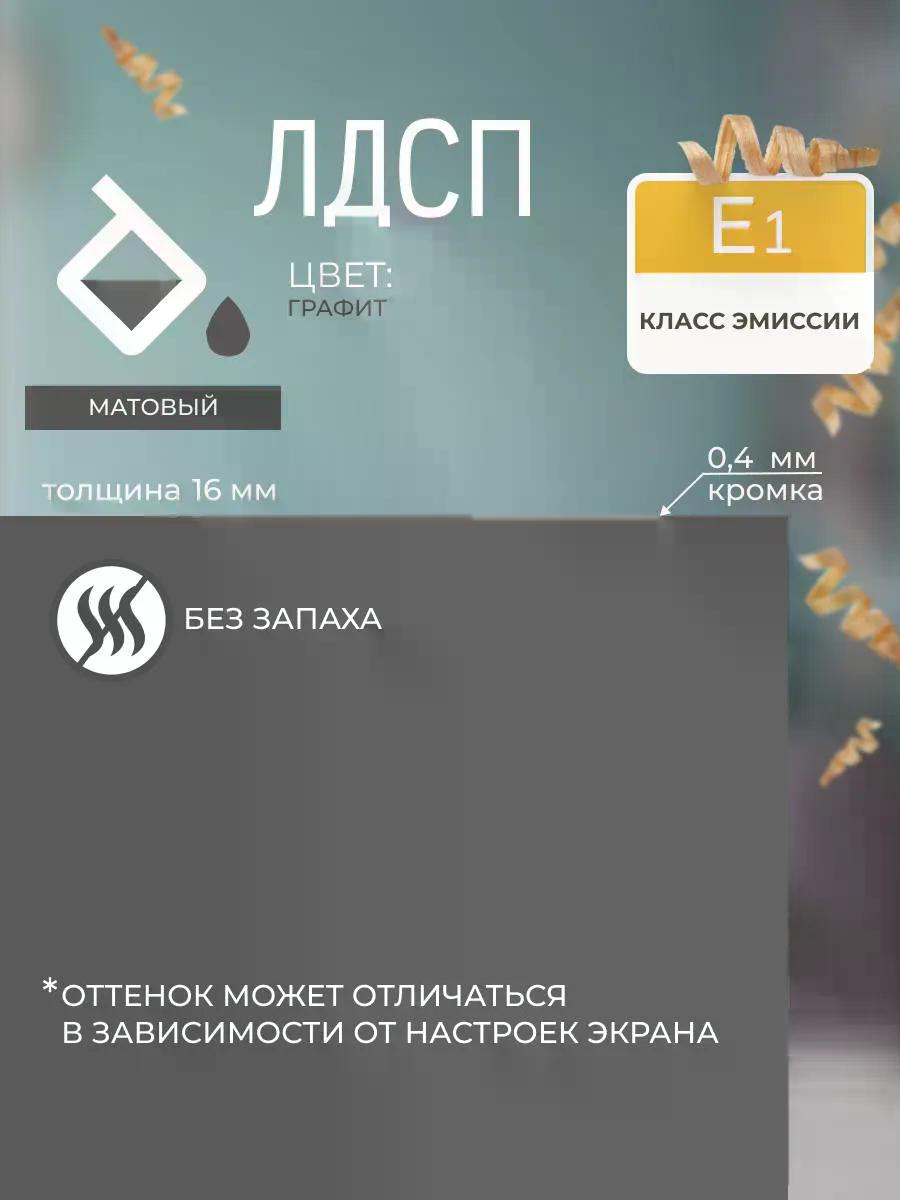 ЛДСП
ЦВЕТ:
ГРАФИТ
E1
КЛАСС ЭМИССИИ
МАТОВЫЙ
толщина 16 мм
0,4 мм
кромка
БЕЗ ЗАПАХА
*ОТТЕНОК МОЖЕТ ОТЛИЧАТЬСЯ
В ЗАВИСИМОСТИ ОТ НАСТРОЕК ЭКРАНА